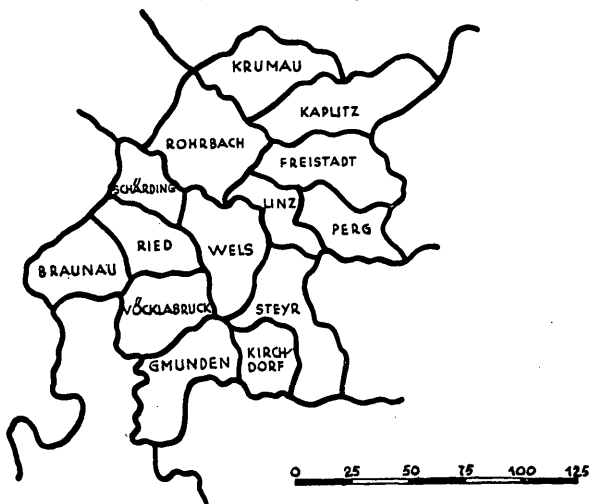 KRUMAU
KAPLITZ
ROHRBACH
FREISTADT
SCHÄRDING
LINZ
PERG
RIED
WELS
BRAUNAU
VÖCKLABRUCK
STEYR
GMUNDEN
KIRCH
DORF
0 25 50 75 100 125